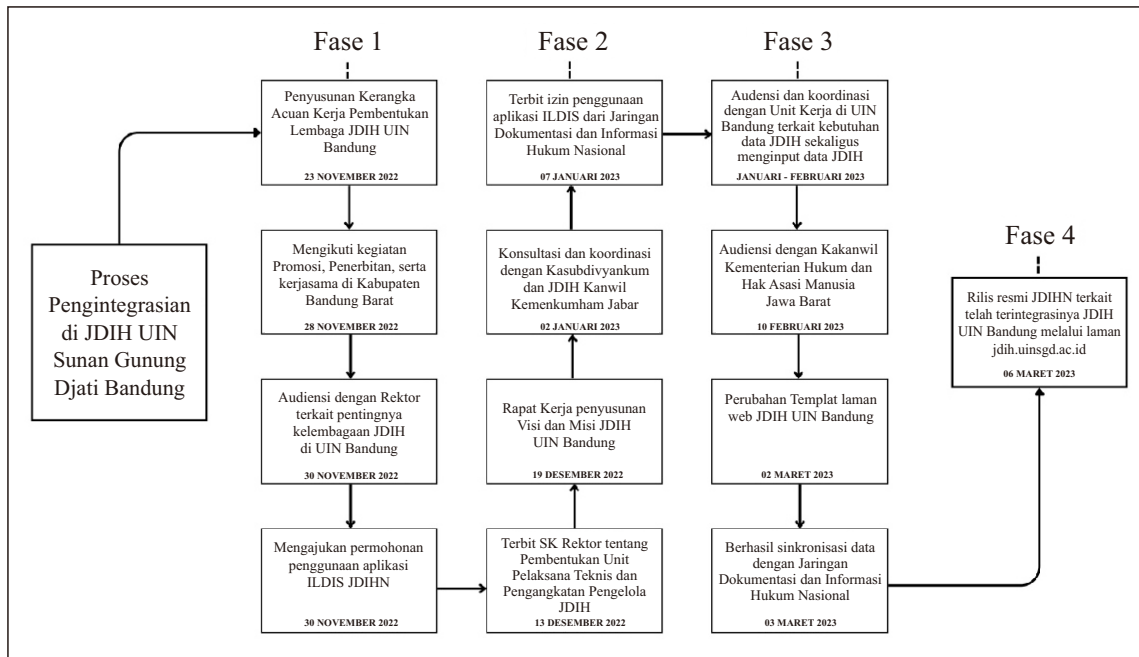 Proses
Pengintegrasian
di JDIH UIN
Sunan Gunung
Djati Bandung
Fase 1
Penyusunan Kerangka
Acuan Kerja Pembentukan
Lembaga JDIH UIN
Bandung
23 NOVEMBER 2022
Mengikuti kegiatan
Promosi, Penerbitan, serta
kerjasama di Kabupaten
Bandung Barat
28 NOVEMBER 2022
Audiensi dengan Rektor
terkait pentingnya
kelembagaan JDIH
di UIN Bandung
30 NOVEMBER 2022
Mengajukan permohonan
penggunaan aplikasi
ILDIS JDIHN
30 NOVEMBER 2022
Fase 2
Terbit SK Rektor tentang
Pembentukan Unit
Pelaksana Teknis dan
Pengangkatan Pengelola
JDIH
13 DESEMBER 2022
Rapat Kerja penyusunan
Visi dan Misi JDIH
UIN Bandung
19 DESEMBER 2022
Konsultasi dan koordinasi
dengan Kasubdivyankum
dan JDIH Kanwil
Kemenkumham Jabar
02 JANUARI 2023
Terbit izin penggunaan
aplikasi ILDIS dari Jaringan
Dokumentasi dan Informasi
Hukum Nasional
07 JANUARI 2023
Fase 3
Audensi dan koordinasi
dengan Unit Kerja di UIN
Bandung terkait kebutuhan
data JDIH sekaligus
menginput data JDIH
JANUARI - FEBRUARI 2023
Audiensi dengan Kakanwil
Kementerian Hukum dan
Hak Asasi Manusia
Jawa Barat
10 FEBRUARI 2023
Perubahan Templat laman
web JDIH UIN Bandung
02 MARET 2023
Berhasil sinkronisasi data
dengan Jaringan
Dokumentasi dan Informasi
Hukum Nasional
03 MARET 2023
Fase 4
Rilis resmi JDIHN terkait
telah terintegrasinya JDIH
UIN Bandung melalui laman
jdih.uinsgd.ac.id
06 MARET 2023